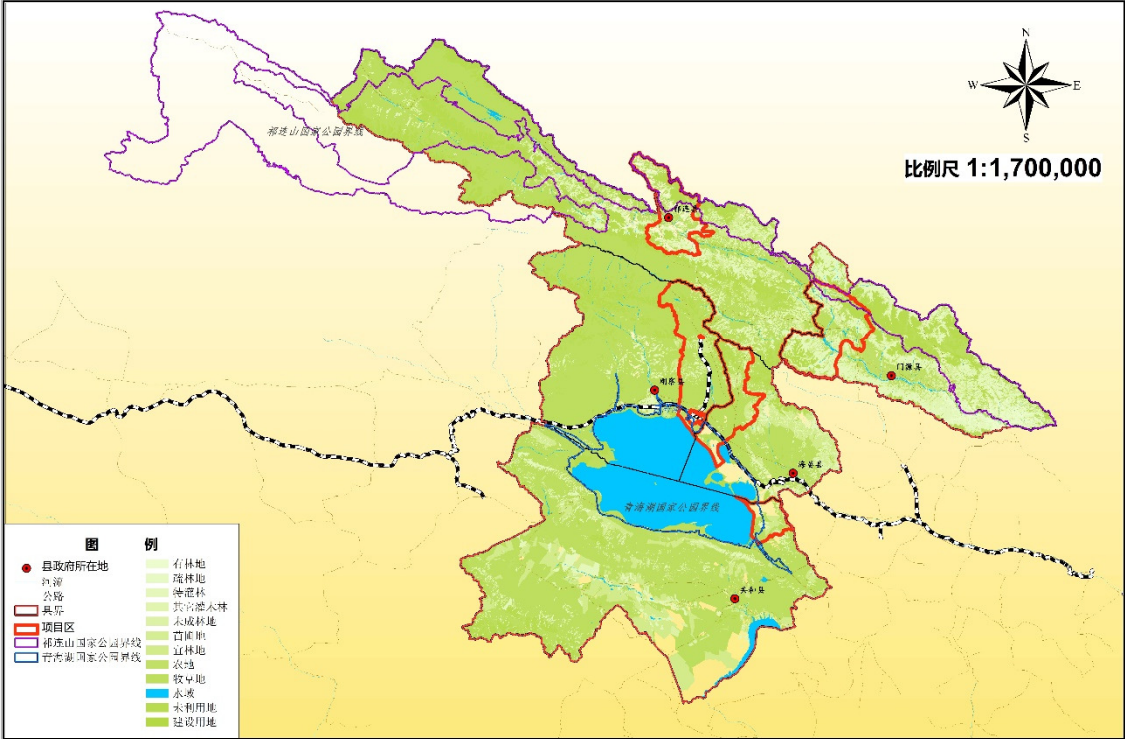 N
W
E
S
比例尺 1:1,700,000
祁连山国家公园界线
祁连县
门源县
刚察县
海晏县
青海湖国家公园界线
共和县
图 例
县政府所在地
河源
公路
县界
项目区
祁连山国家公园界线
青海湖国家公园界线
有林地
疏林地
特灌林
其它灌木林
未成林地
苗圃地
宜林地
农地
牧草地
水域
未利用地
建设用地